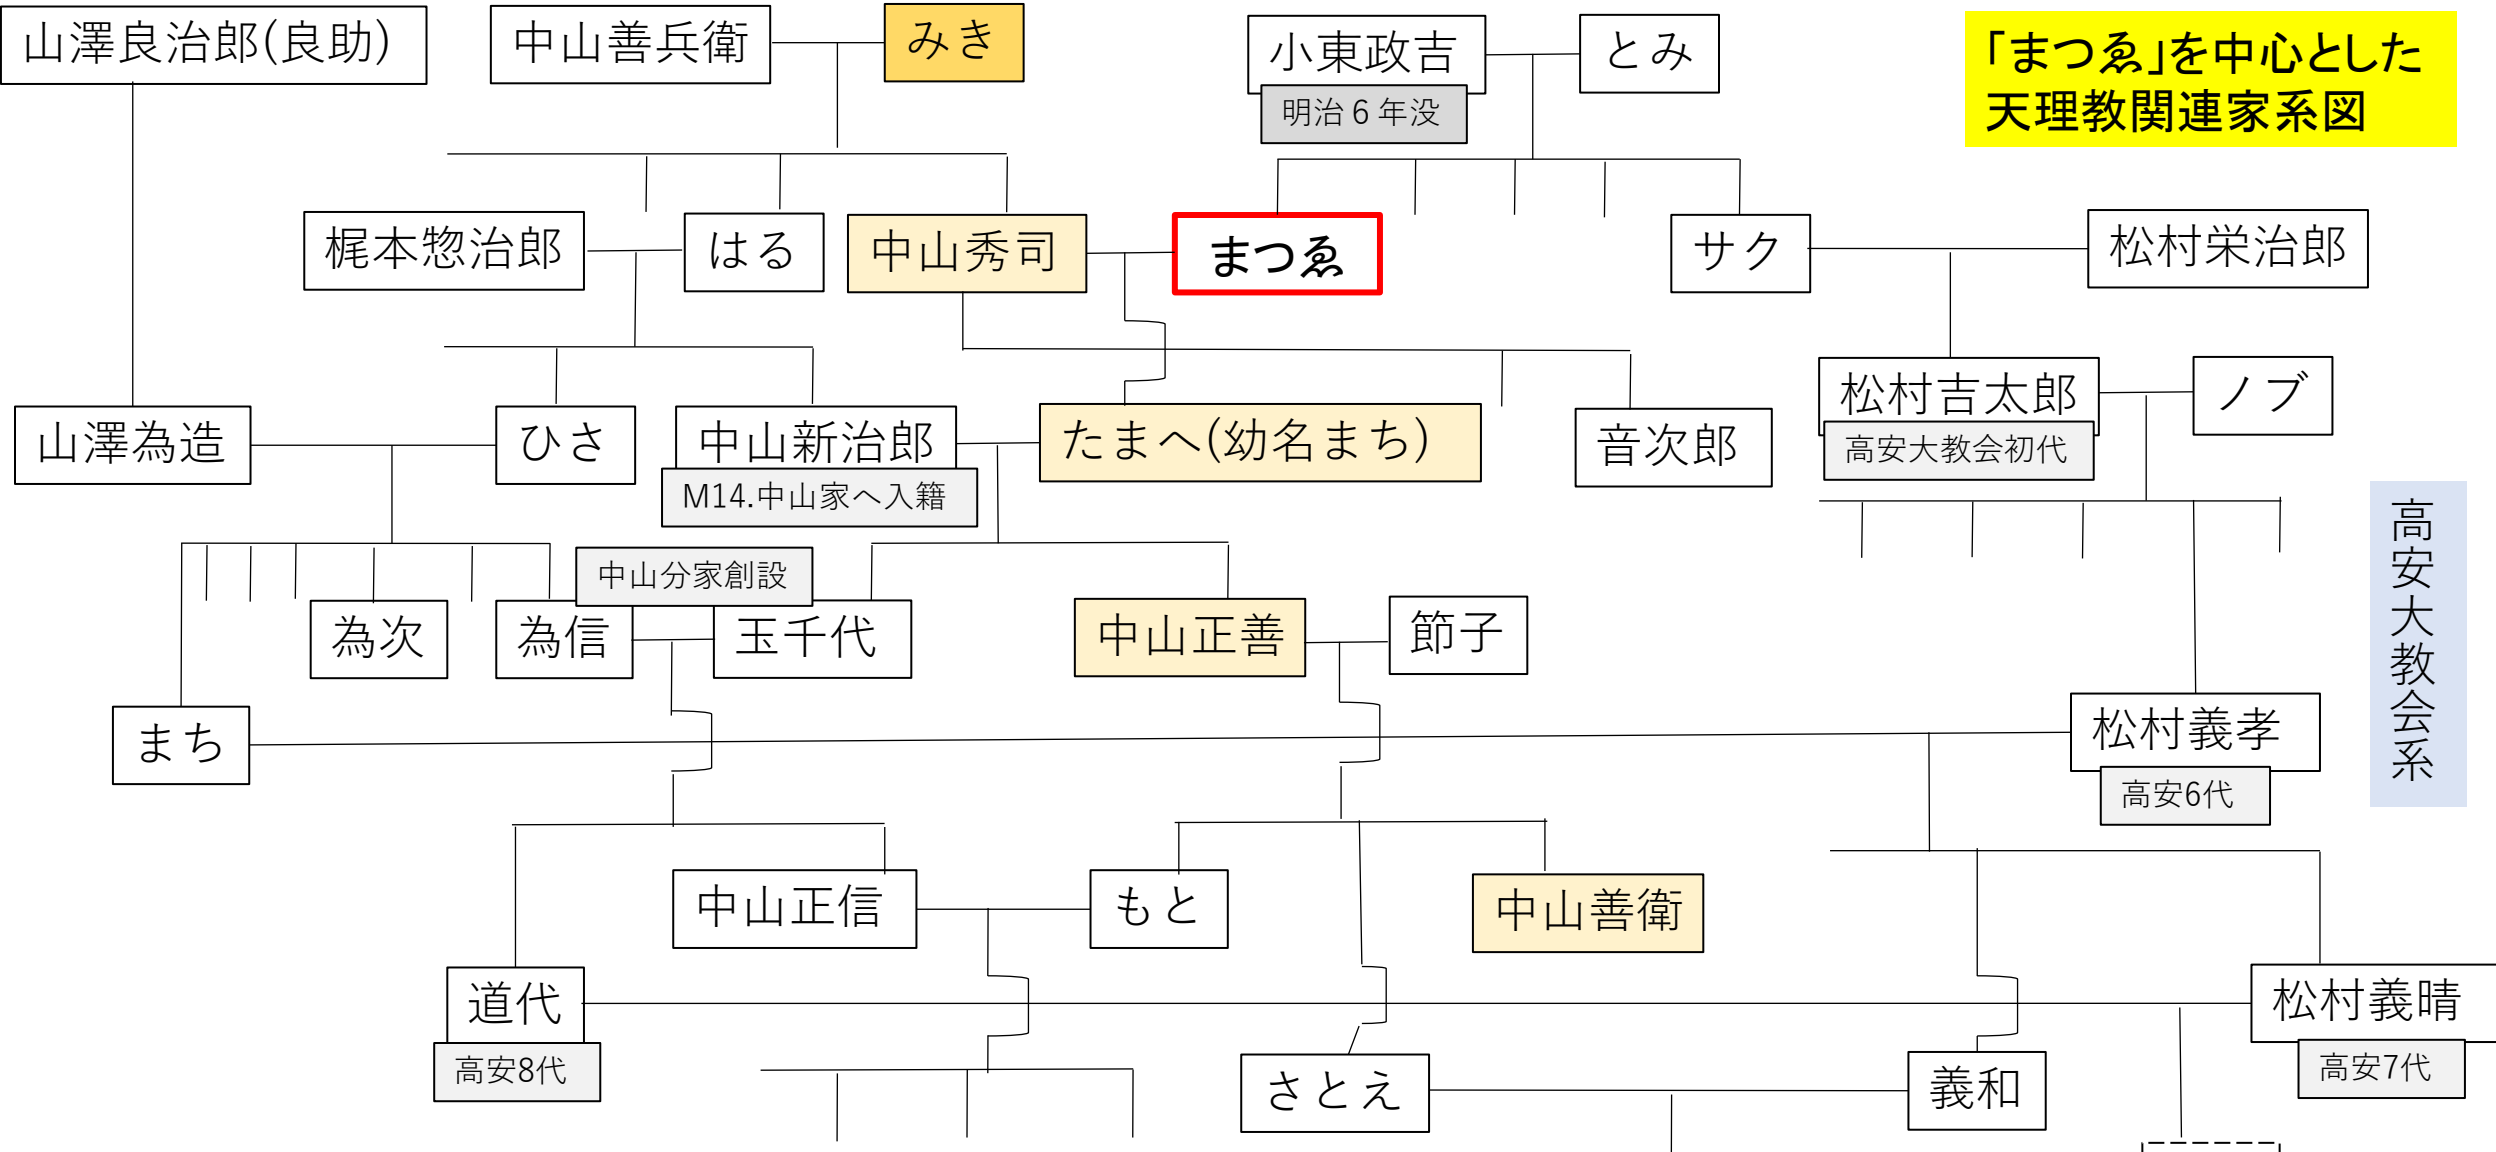 山澤良治郎(良助)
中山善兵衛
みき
小東政吉
とみ
明治６年没
「まつゑ」を中心とした
天理教関連家系図
梶本惣治郎
はる
中山秀司
まつゑ
サク
松村栄治郎
山澤為造
ひさ
中山新治郎
M14.中山家へ入籍
たまへ(幼名まち)
音次郎
松村吉太郎
高安大教会初代
ノブ
高安大教会系
中山分家創設
為次
為信
玉千代
中山正善
節子
まち
松村義孝
高安6代
中山正信
もと
中山善衛
道代
高安8代
松村義晴
高安7代
さとえ
義和